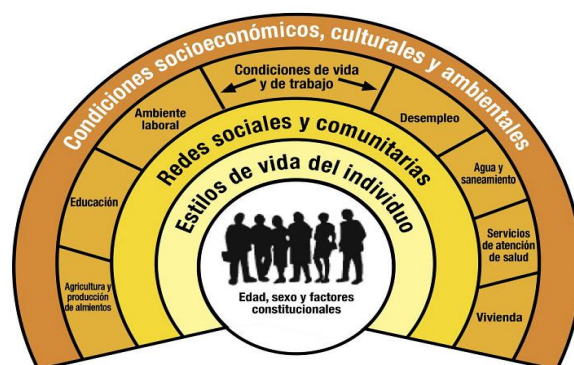 Condiciones socioeconómicos, culturales y ambientales
Condiciones de vida
y de trabajo
Ambiente
laboral
Desempleo
Redes sociales y comunitarias
Agua y
saneamiento
Educación
Estilos de vida del individuo
Servicios
de atención
de salud
Agricultura y
producción
de almientos
Edad, sexo y factores
constitucionales
Vivienda